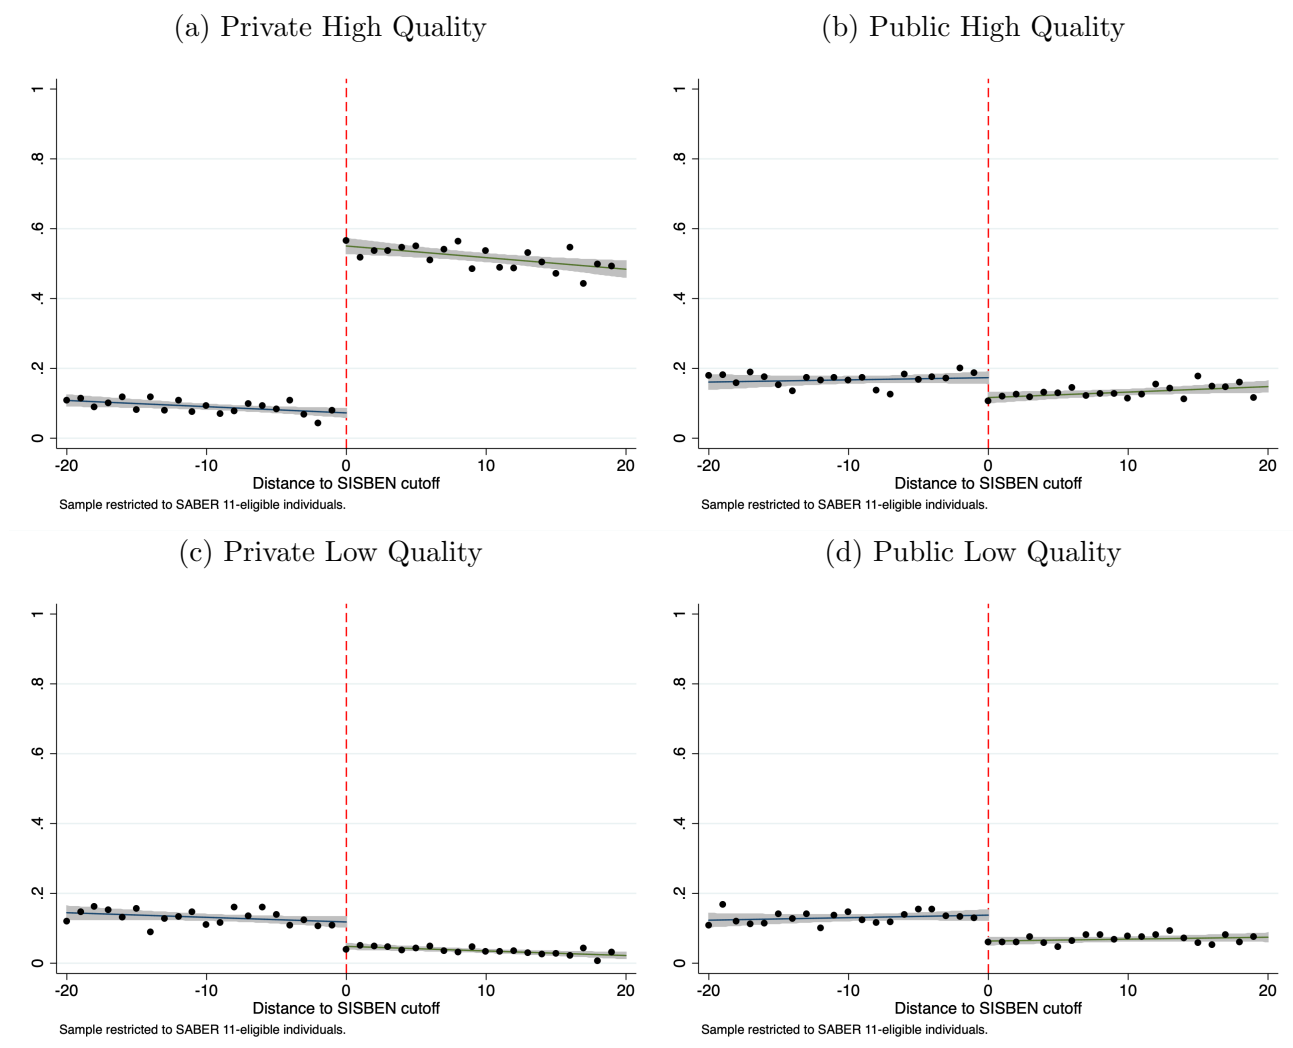 (a) Private High Quality
1
.8
.6
.4
.2
0
-20 -10 0 10 20
Distance to SISBEN cutoff
Sample restricted to SABER 11-eligible individuals.
(b) Public High Quality
1
.8
.6
.4
.2
0
-20 -10 0 10 20
Distance to SISBEN cutoff
Sample restricted to SABER 11-eligible individuals.
(c) Private Low Quality
1
.8
.6
.4
.2
0
-20 -10 0 10 20
Distance to SISBEN cutoff
Sample restricted to SABER 11-eligible individuals.
(d) Public Low Quality
1
.8
.6
.4
.2
0
-20 -10 0 10 20
Distance to SISBEN cutoff
Sample restricted to SABER 11-eligible individuals.